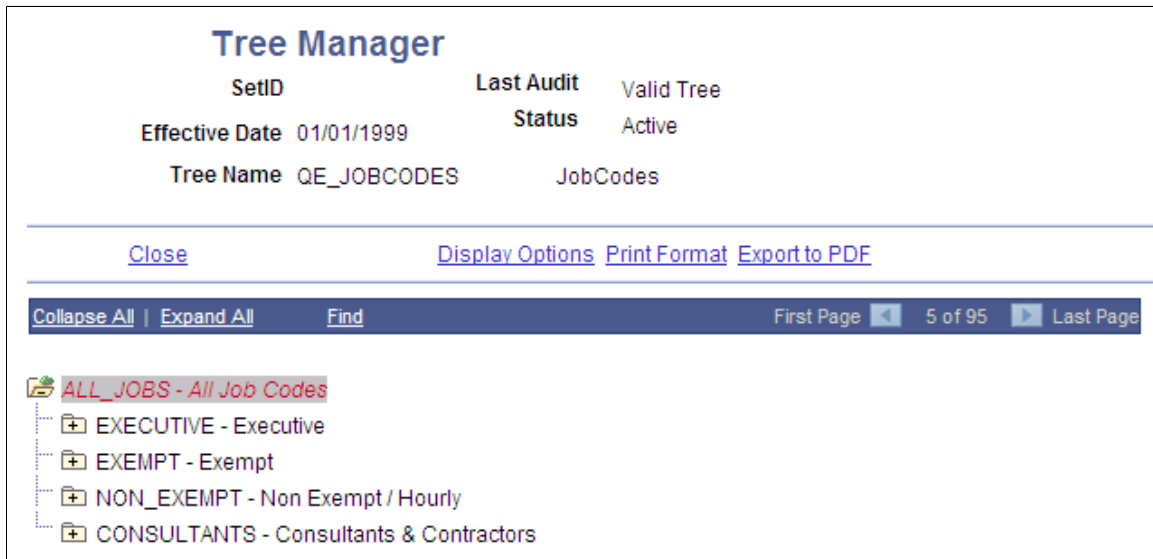 Tree Manager
SetID Last Audit Valid Tree
Effective Date 01/01/1999 Status Active
Tree Name QE_JOBCODES JobCodes
Close Display Options Print Format Export to PDF
Collapse All | Expand All Find First Page 5 of 95 Last Page
ALL_JOBS - All Job Codes
EXECUTIVE - Executive
EXEMPT - Exempt
NON_EXEMPT - Non Exempt / Hourly
CONSULTANTS - Consultants & Contractors